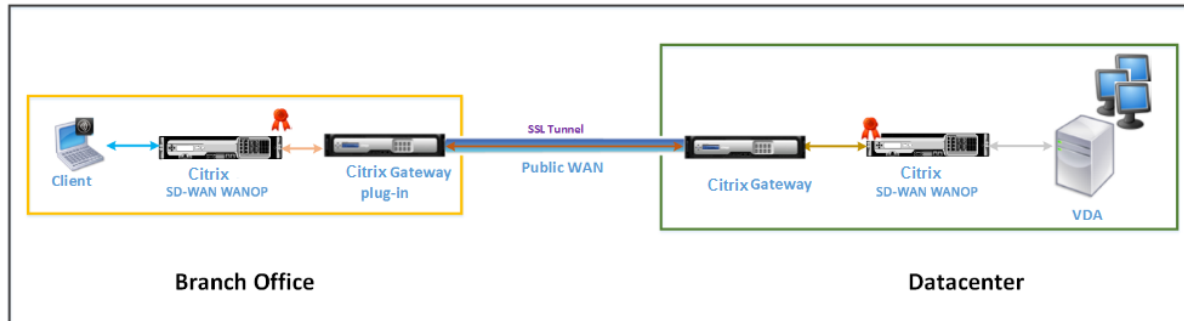 SSL Tunnel
Client
Citrix
SD-WAN WANOP
Citrix Gateway
plug-in
Public WAN
Citrix Gateway
Citrix
SD-WAN WANOP
VDA
Branch Office
Datacenter